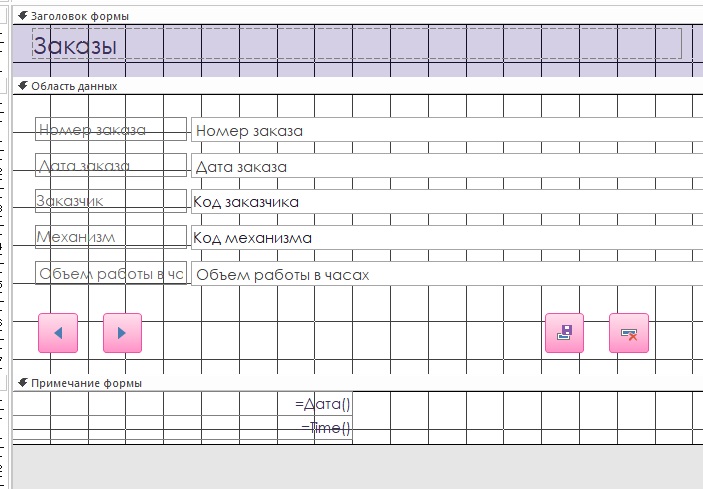 Заголовок формы
Заказы
Область данных
Номер заказа Номер заказа
Дата заказа Дата заказа
Заказчик Код заказчика
Механизм Код механизма
Объем работы в час Объем работы в часах
Примечание формы
=Дата()
=Time()